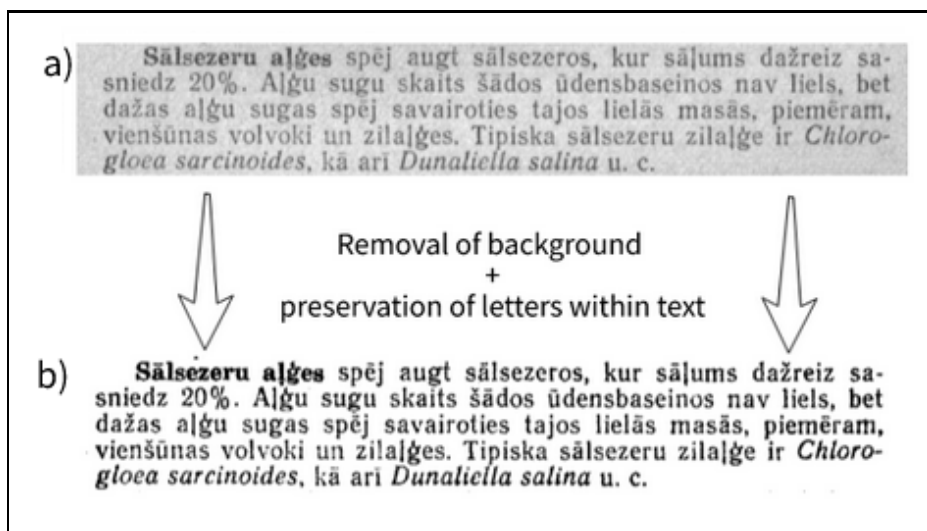 a)
Sālsezeru aļģes spēj augt sālsezeros, kur sāļums dažreiz sa-
sniedz 20%. Aļģu sugu skaits šādos ūdensbaseinos nav liels, bet
dažas aļģu sugas spēj savairoties tajos lielās masās, piemēram,
vienšūnas volvoki un zilaļģes. Tipiska sālsezeru zilaļģe ir Chloro-
gloea sarcinoides, kā arī Dunaliella salina u. c.
Removal of background
+
preservation of letters within text
b)
Sālsezeru aļģes spēj augt sālsezeros, kur sāļums dažreiz sa-
sniedz 20%. Aļģu sugu skaits šādos ūdensbaseinos nav liels, bet
dažas aļģu sugas spēj savairoties tajos lielās masās, piemēram,
vienšūnas volvoki un zilaļģes. Tipiska sālsezeru zilaļģe ir Chloro-
gloea sarcinoides, kā arī Dunaliella salina u. c.